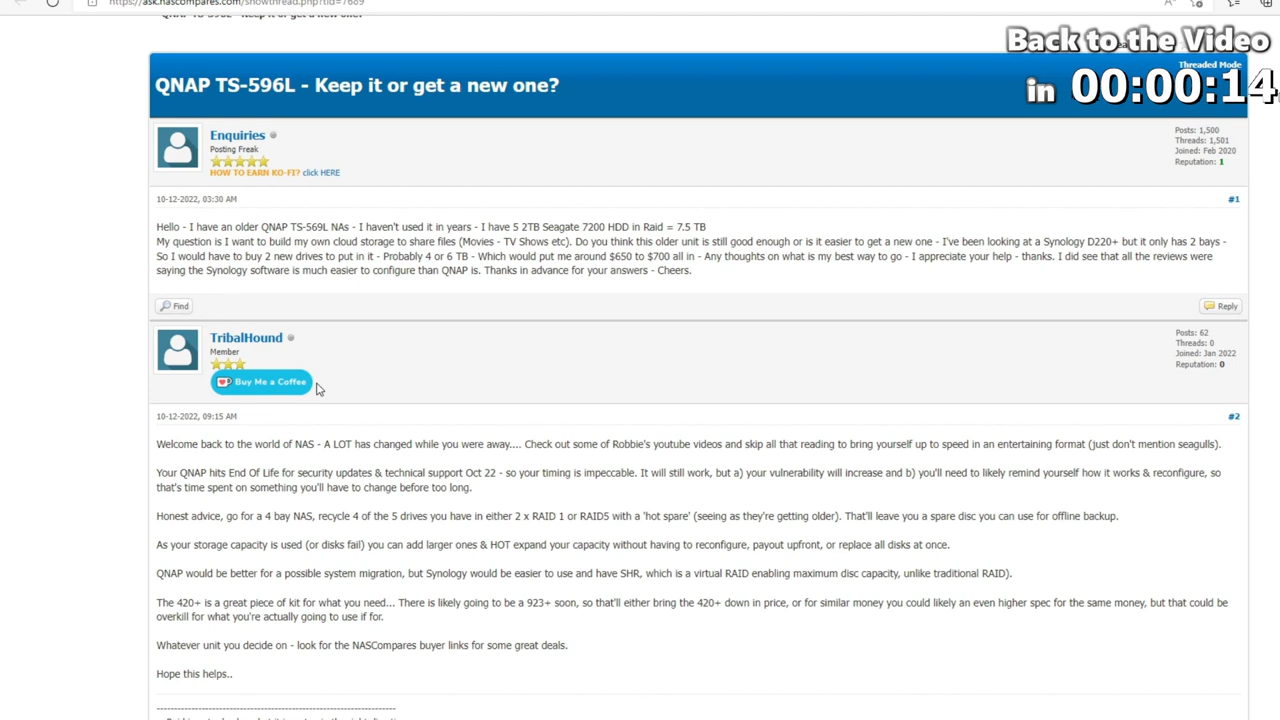 https://ask.nascompares.com/showthread.php?tid=7689
Back to the Video
Threaded Mode
QNAP TS-596L - Keep it or get a new one?
in 00:00:14
Enquiries
Posting Freak
HOW TO EARN KO-FI? click HERE
Posts: 1,500
Threads: 1,501
Joined: Feb 2020
Reputation: 1
10-12-2022, 03:30 AM
#1
Hello - I have an older QNAP TS-569L NAs - I haven't used it in years - I have 5 2TB Seagate 7200 HDD in Raid = 7.5 TB
My question is I want to build my own cloud storage to share files (Movies - TV Shows etc). Do you think this older unit is still good enough or is it easier to get a new one - I've been looking at a Synology D220+ but it only has 2 bays -
So I would have to buy 2 new drives to put in it - Probably 4 or 6 TB - Which would put me around $650 to $700 all in - Any thoughts on what is my best way to go - I appreciate your help - thanks. I did see that all the reviews were
saying the Synology software is much easier to configure than QNAP is. Thanks in advance for your answers - Cheers.
Find
Reply
TribalHound
Member
Buy Me a Coffee
Posts: 62
Threads: 0
Joined: Jan 2022
Reputation: 0
10-12-2022, 09:15 AM
#2
Welcome back to the world of NAS - A LOT has changed while you were away.... Check out some of Robbie's youtube videos and skip all that reading to bring yourself up to speed in an entertaining format (just don't mention seagulls).
Your QNAP hits End Of Life for security updates & technical support Oct 22 - so your timing is impeccable. It will still work, but a) your vulnerability will increase and b) you'll need to likely remind yourself how it works & reconfigure, so
that's time spent on something you'll have to change before too long.
Honest advice, go for a 4 bay NAS, recycle 4 of the 5 drives you have in either 2 x RAID 1 or RAID5 with a 'hot spare' (seeing as they're getting older). That'll leave you a spare disc you can use for offline backup.
As your storage capacity is used (or disks fail) you can add larger ones & HOT expand your capacity without having to reconfigure, payout upfront, or replace all disks at once.
QNAP would be better for a possible system migration, but Synology would be easier to use and have SHR, which is a virtual RAID enabling maximum disc capacity, unlike traditional RAID).
The 420+ is a great piece of kit for what you need... There is likely going to be a 923+ soon, so that'll either bring the 420+ down in price, or for similar money you could likely an even higher spec for the same money, but that could be
overkill for what you're actually going to use if for.
Whatever unit you decide on - look for the NASCompares buyer links for some great deals.
Hope this helps..